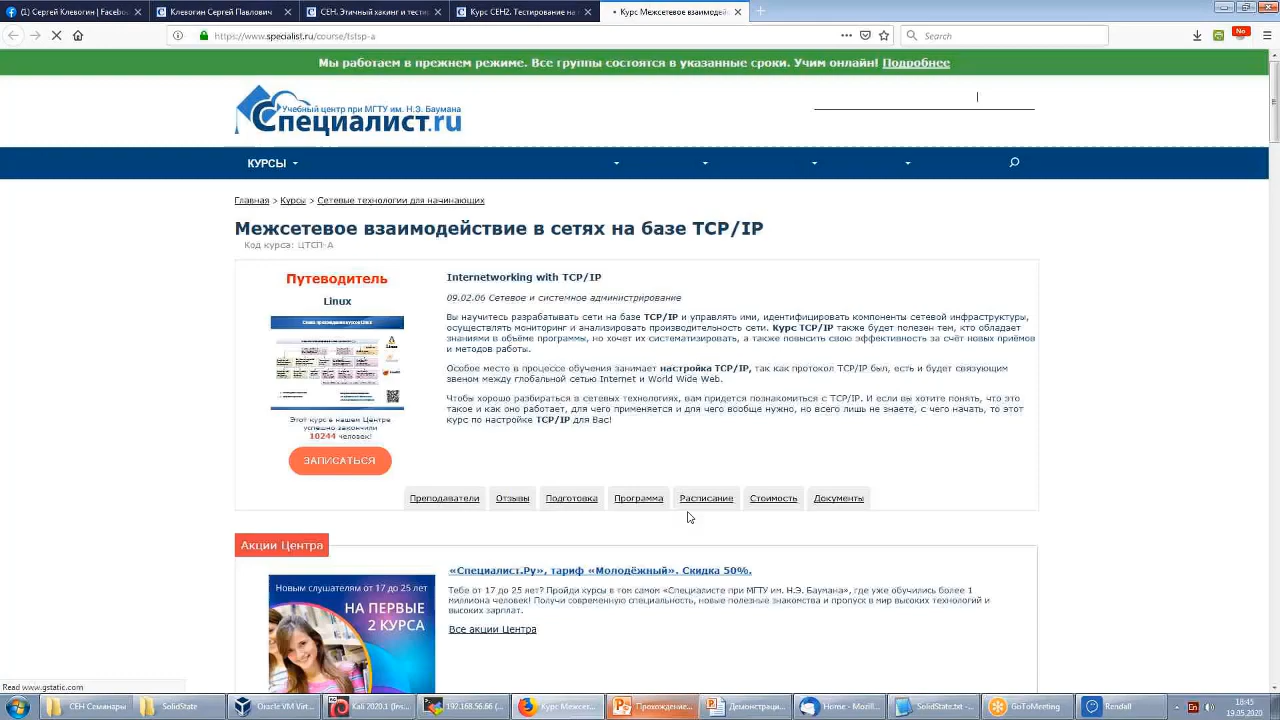 (1) Сергей Клевогин | Facebo
Клевогин Сергей Павлович
CEH. Этичный хакинг и тести
Курс CEH2. Тестирование на
Курс Межсетевое взаимодей
https://www.specialist.ru/course/tstsp-a
Search
No
Мы работаем в прежнем режиме. Все группы состоятся в указанные сроки. Учим онлайн! Подробнее
Учебный центр при МГТУ им. Н.Э. Баумана
Специалист.ru
КУРСЫ
Главная > Курсы > Сетевые технологии для начинающих
Межсетевое взаимодействие в сетях на базе TCP/IP
Код курса: ЦТСП-А
Путеводитель
Linux
Этот курс в нашем Центре
успешно закончили
10244 человек!
ЗАПИСАТЬСЯ
Internetworking with TCP/IP
09.02.06 Сетевое и системное администрирование
Вы научитесь разрабатывать сети на базе TCP/IP и управлять ими, идентифицировать компоненты сетевой инфраструктуры,
осуществлять мониторинг и анализировать производительность сети. Курс TCP/IP также будет полезен тем, кто обладает
знаниями в объёме программы, но хочет их систематизировать, а также повысить свою эффективность за счёт новых приёмов
и методов работы.
Особое место в процессе обучения занимает настройка TCP/IP, так как протокол TCP/IP был, есть и будет связующим
звеном между глобальной сетью Internet и World Wide Web.
Чтобы хорошо разбираться в сетевых технологиях, вам придется познакомиться с TCP/IP. И если вы хотите понять, что это
такое и как оно работает, для чего применяется и для чего вообще нужно, но всего лишь не знаете, с чего начать, то этот
курс по настройке TCP/IP для Вас!
Преподаватели
Отзывы
Подготовка
Программа
Расписание
Стоимость
Документы
Акции Центра
Новым слушателям от 17 до 25 лет
НА ПЕРВЫЕ
2 КУРСА
«Специалист.Ру», тариф «Молодёжный». Скидка 50%.
Тебе от 17 до 25 лет? Пройди курсы в том самом «Специалисте при МГТУ им. Н.Э. Баумана», где уже обучились более 1
миллиона человек! Получи современную специальность, новые полезные знакомства и пропуск в мир высоких технологий и
высоких зарплат.
Все акции Центра
Read www.gstatic.com
CEH Семинары
SolidState
Oracle VM Virt...
Kali 2020.1 (Ins...
192.168.56.66 (...
Курс Межсет...
Прохождение...
Демонстраци...
Home - Mozill...
SolidState.txt -...
GoToMeeting
Rendall
En
18:45
19.05.2020